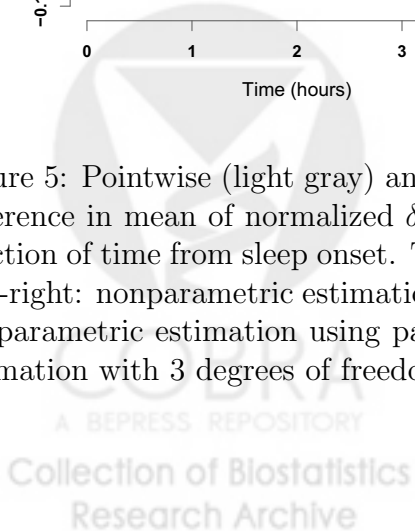 -0.
0 1 2 3
Time (hours)
ure 5: Pointwise (light gray) an
erence in mean of normalized δ
ction of time from sleep onset. T
-right: nonparametric estimatio
parametric estimation using pa
mation with 3 degrees of freedo
COBRA
A BEPRESS REPOSITORY
Collection of Biostatistics
Research Archive